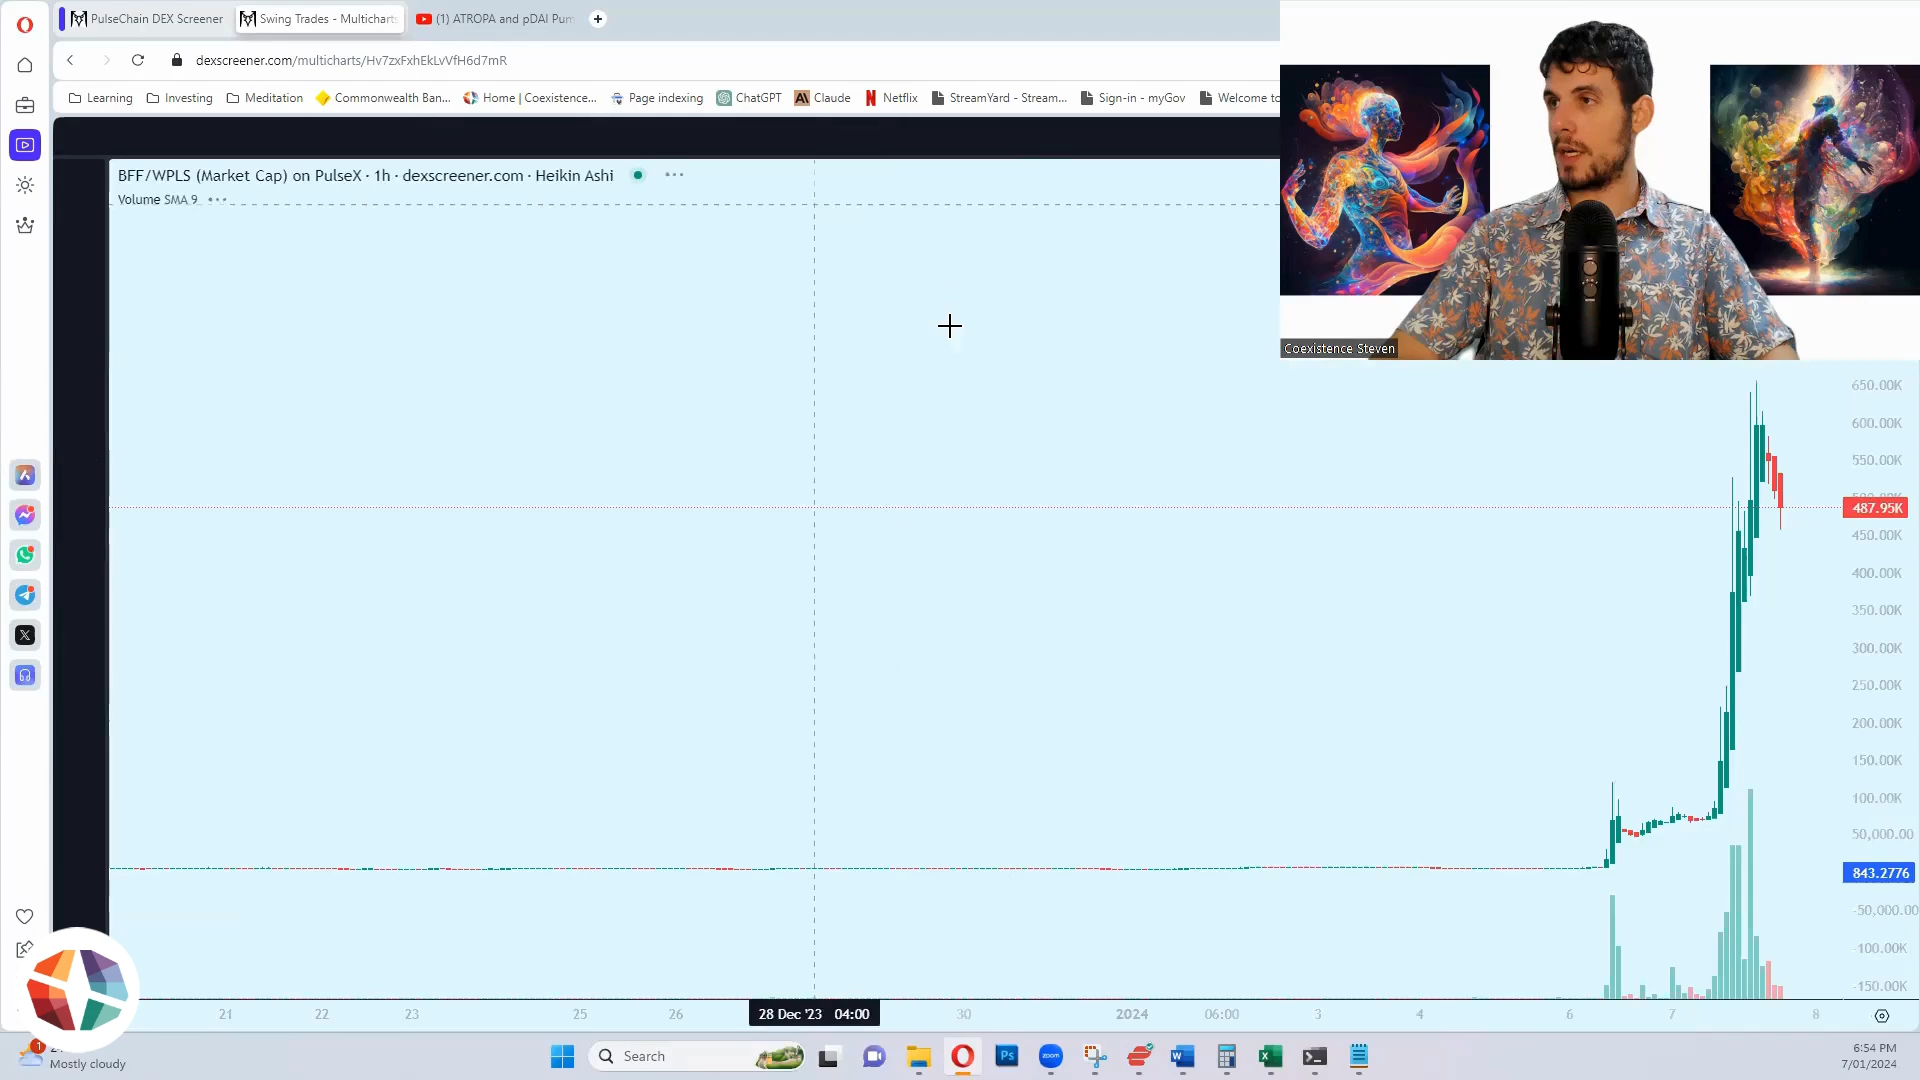 PulseChain DEX Screener
Swing Trades - Multicharts
(1) ATROPA and pDAI Pum
dexscreener.com/multicharts/Hv7zxFxhEkLvVfH6d7mR
Learning
Investing
Meditation
Commonwealth Ban...
Home | Coexistence...
Page indexing
ChatGPT
Claude
Netflix
StreamYard - Stream...
Sign-in - myGov
Welcome to
BFF/WPLS (Market Cap) on PulseX · 1h · dexscreener.com · Heikin Ashi
Volume SMA 9
Coexistence Steven
650.00K
600.00K
550.00K
487.95K
450.00K
400.00K
350.00K
300.00K
250.00K
200.00K
150.00K
100.00K
50,000.00
843.2776
-50,000.00
-100.00K
-150.00K
21
22
23
25
26
28 Dec '23 04:00
30
2024
06:00
3
4
6
7
8
1
Mostly cloudy
Search
Ps
zoom
6:54 PM
7/01/2024